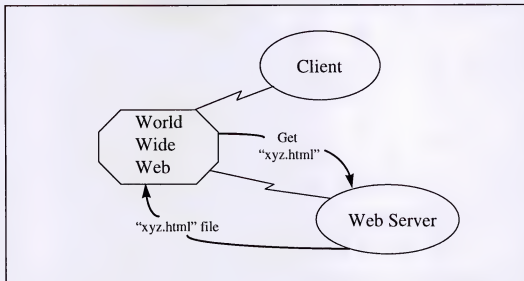 Client
World
Wide
Web
Get
“xyz.html”
Web Server
“xyz.html” file